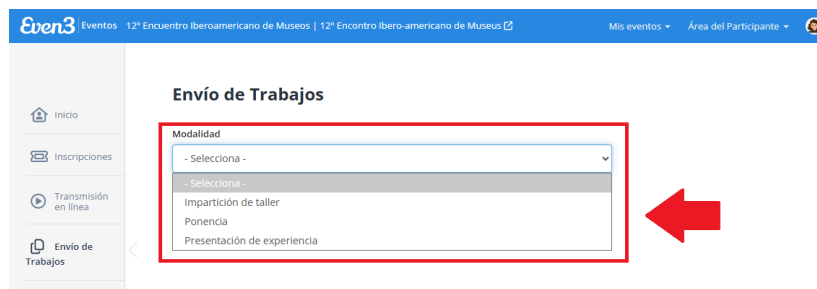 Even3 Eventos 12º Encuentro Iberoamericano de Museos | 12º Encontro Ibero-americano de Museus Mis eventos Área del Participante
Inicio
Inscripciones
Transmisión
en línea
Envío de
Trabajos
Envío de Trabajos
Modalidad
- Selecciona -
- Selecciona -
Impartición de taller
Ponencia
Presentación de experiencia